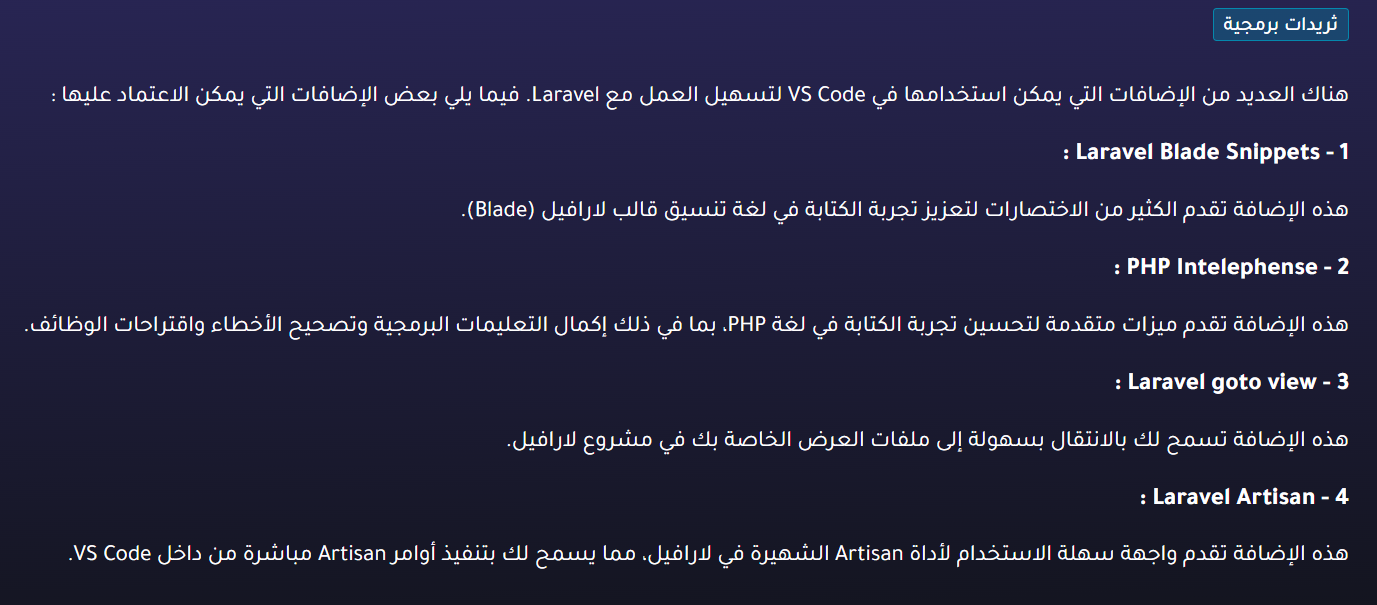 ثريدات برمجية
هناك العديد من الإضافات التي يمكن استخدامها في VS Code لتسهيل العمل مع Laravel. فيما يلي بعض الإضافات التي يمكن الاعتماد عليها :
1 - Laravel Blade Snippets :
هذه الإضافة تقدم الكثير من الاختصارات لتعزيز تجربة الكتابة في لغة تنسيق قالب لارافيل (Blade).
2 - PHP Intelephense :
هذه الإضافة تقدم ميزات متقدمة لتحسين تجربة الكتابة في لغة PHP، بما في ذلك إكمال التعليمات البرمجية وتصحيح الأخطاء واقتراحات الوظائف.
3 - Laravel goto view :
هذه الإضافة تسمح لك بالانتقال بسهولة إلى ملفات العرض الخاصة بك في مشروع لارافيل.
4 - Laravel Artisan :
هذه الإضافة تقدم واجهة سهلة الاستخدام لأداة Artisan الشهيرة في لارافيل، مما يسمح لك بتنفيذ أوامر Artisan مباشرة من داخل VS Code.